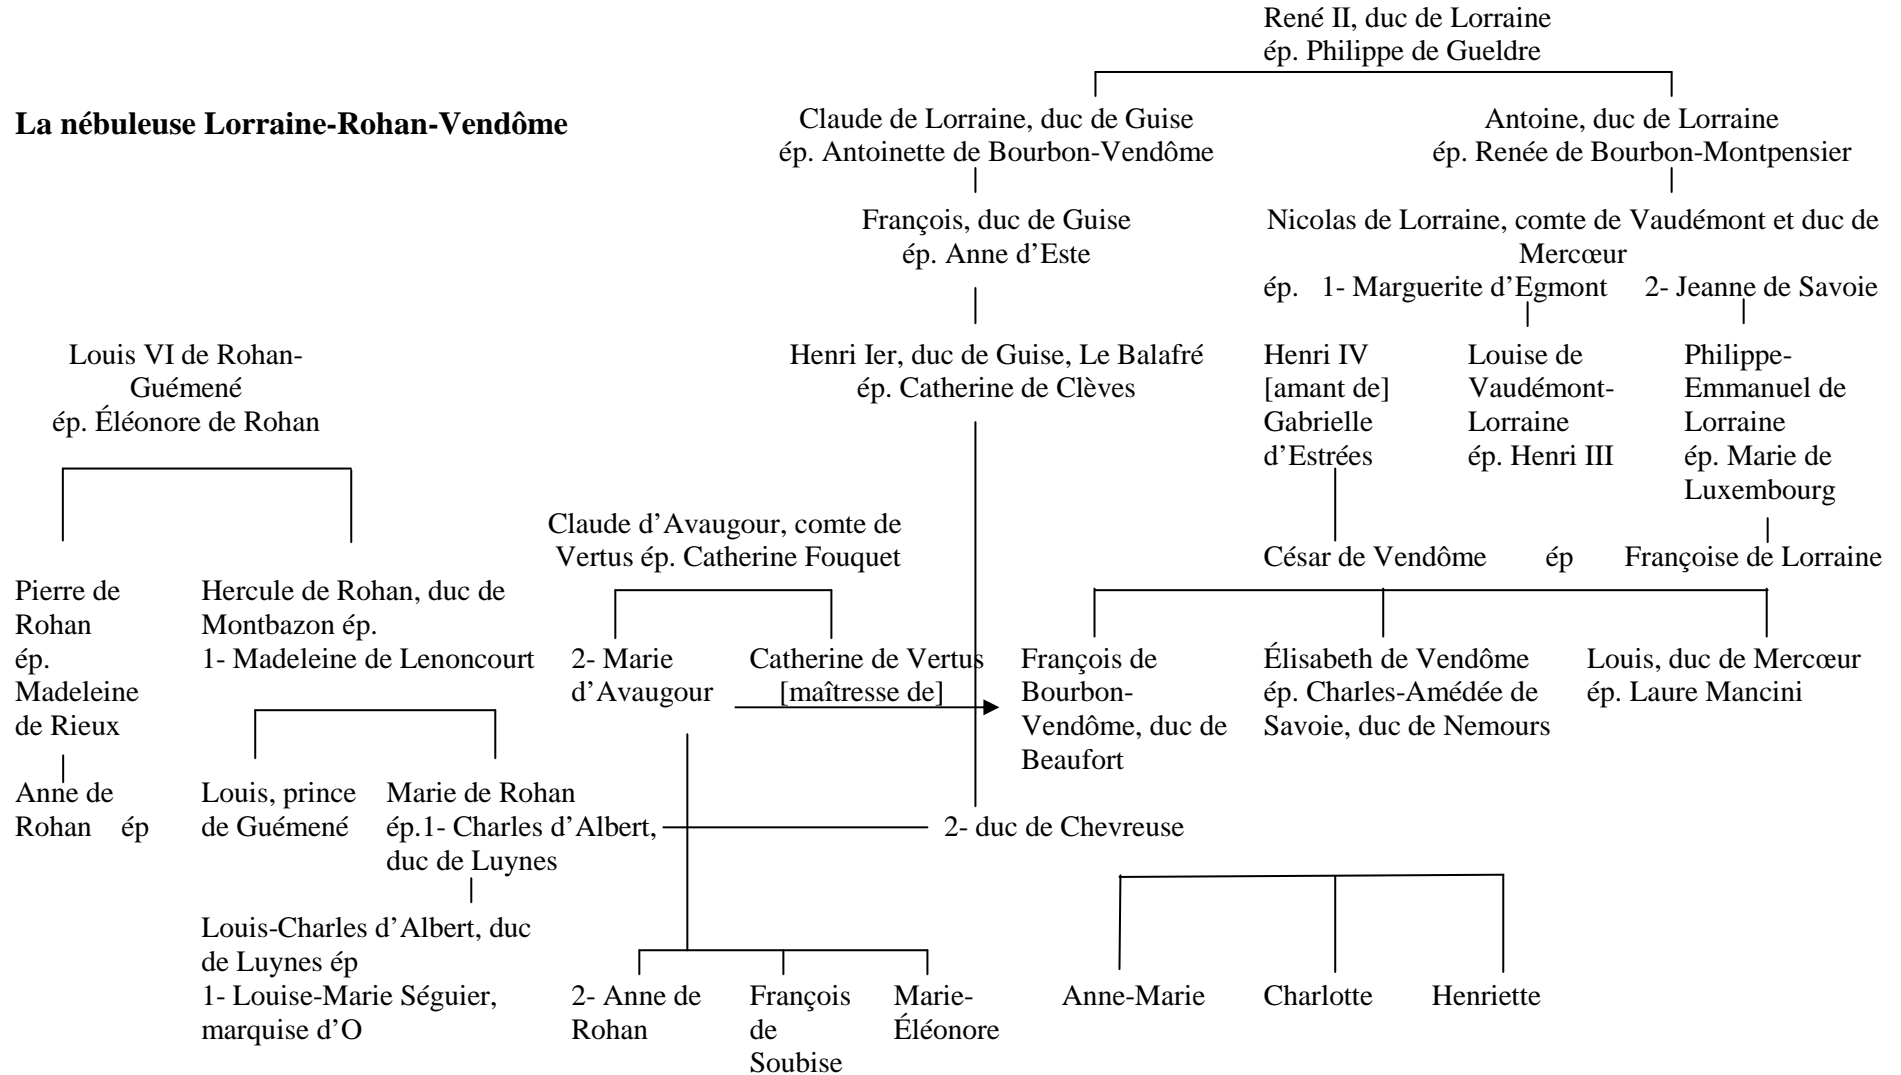 René II, duc de Lorraine
ép. Philippe de Gueldre
La nébuleuse Lorraine-Rohan-Vendôme
Claude de Lorraine, duc de Guise
ép. Antoinette de Bourbon-Vendôme
Antoine, duc de Lorraine
ép. Renée de Bourbon-Montpensier
François, duc de Guise
ép. Anne d’Este
Nicolas de Lorraine, comte de Vaudémont et duc de
Mercœur
ép. 1- Marguerite d’Egmont 2- Jeanne de Savoie
Louis VI de Rohan-
Guémené
ép. Éléonore de Rohan
Henri Ier, duc de Guise, Le Balafré
ép. Catherine de Clèves
Henri IV
[amant de]
Gabrielle
d’Estrées
Louise de
Vaudémont-
Lorraine
ép. Henri III
Philippe-
Emmanuel de
Lorraine
ép. Marie de
Luxembourg
Claude d’Avaugour, comte de
Vertus ép. Catherine Fouquet
César de Vendôme ép Françoise de Lorraine
Pierre de
Rohan
ép.
Madeleine
de Rieux
Hercule de Rohan, duc de
Montbazon ép.
1- Madeleine de Lenoncourt
2- Marie
d’Avaugour
Catherine de Vertus
[maîtresse de]
François de
Bourbon-
Vendôme, duc de
Beaufort
Élisabeth de Vendôme
ép. Charles-Amédée de
Savoie, duc de Nemours
Louis, duc de Mercœur
ép. Laure Mancini
Anne de
Rohan ép
Louis, prince
de Guémené
Marie de Rohan
ép.1- Charles d’Albert,
duc de Luynes
2- duc de Chevreuse
Louis-Charles d’Albert, duc
de Luynes ép
1- Louise-Marie Séguier,
marquise d’O
2- Anne de
Rohan
François
de
Soubise
Marie-
Éléonore
Anne-Marie
Charlotte
Henriette